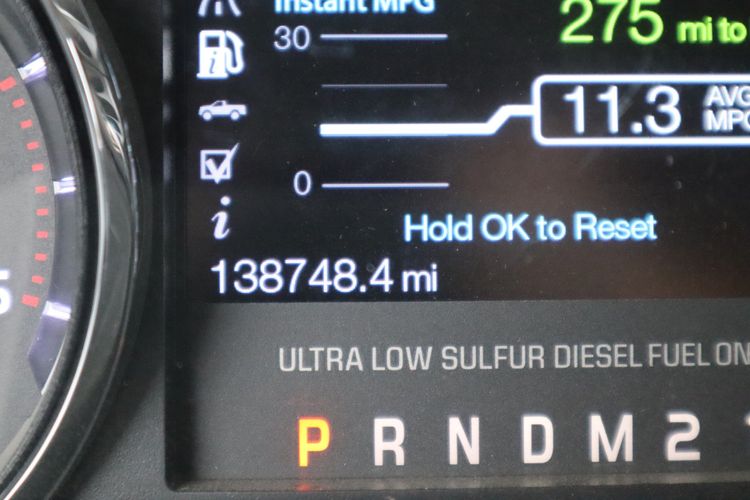 Instant MPG
30
275 mi to
11.3 AVG
MPG
0
i
Hold OK to Reset
138748.4 mi
5
ULTRA LOW SULFUR DIESEL FUEL ON
P R N D M 2